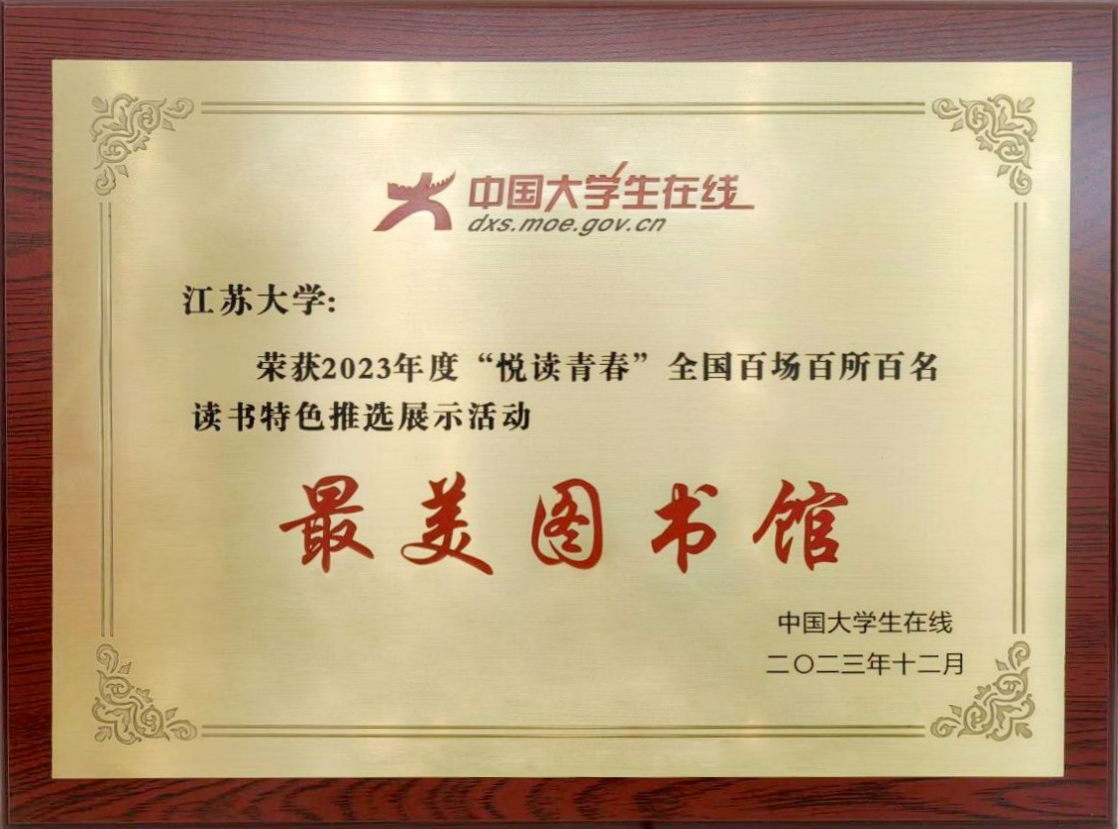 中国大学生在线
dxs.moe.gov.cn
江苏大学:
荣获2023年度“悦读青春”全国百场百所百名
读书特色推选展示活动
最美图书馆
中国大学生在线
二〇二三年十二月